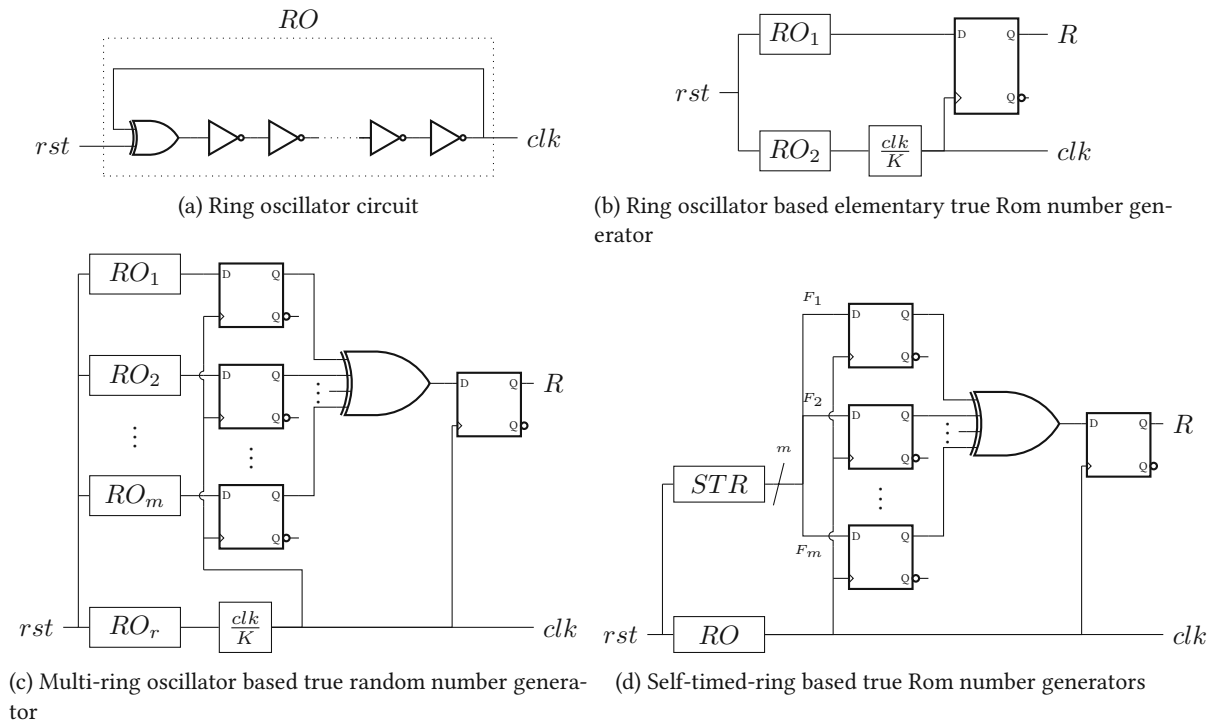 RO
rst
clk
(a) Ring oscillator circuit
RO1
D
Q
R
rst
Q
RO2
clk
K
clk
(b) Ring oscillator based elementary true Rom number gen-
erator
RO1
D
Q
Q
RO2
D
Q
Q
D
Q
R
Q
⋮
⋮
⋮
ROm
D
Q
Q
rst
ROr
clk
K
clk
(c) Multi-ring oscillator based true random number genera-
tor
F1
D
Q
Q
F2
D
Q
Q
D
Q
R
Q
⋮
⋮
STR
m
Fm
D
Q
Q
rst
RO
clk
(d) Self-timed-ring based true Rom number generators